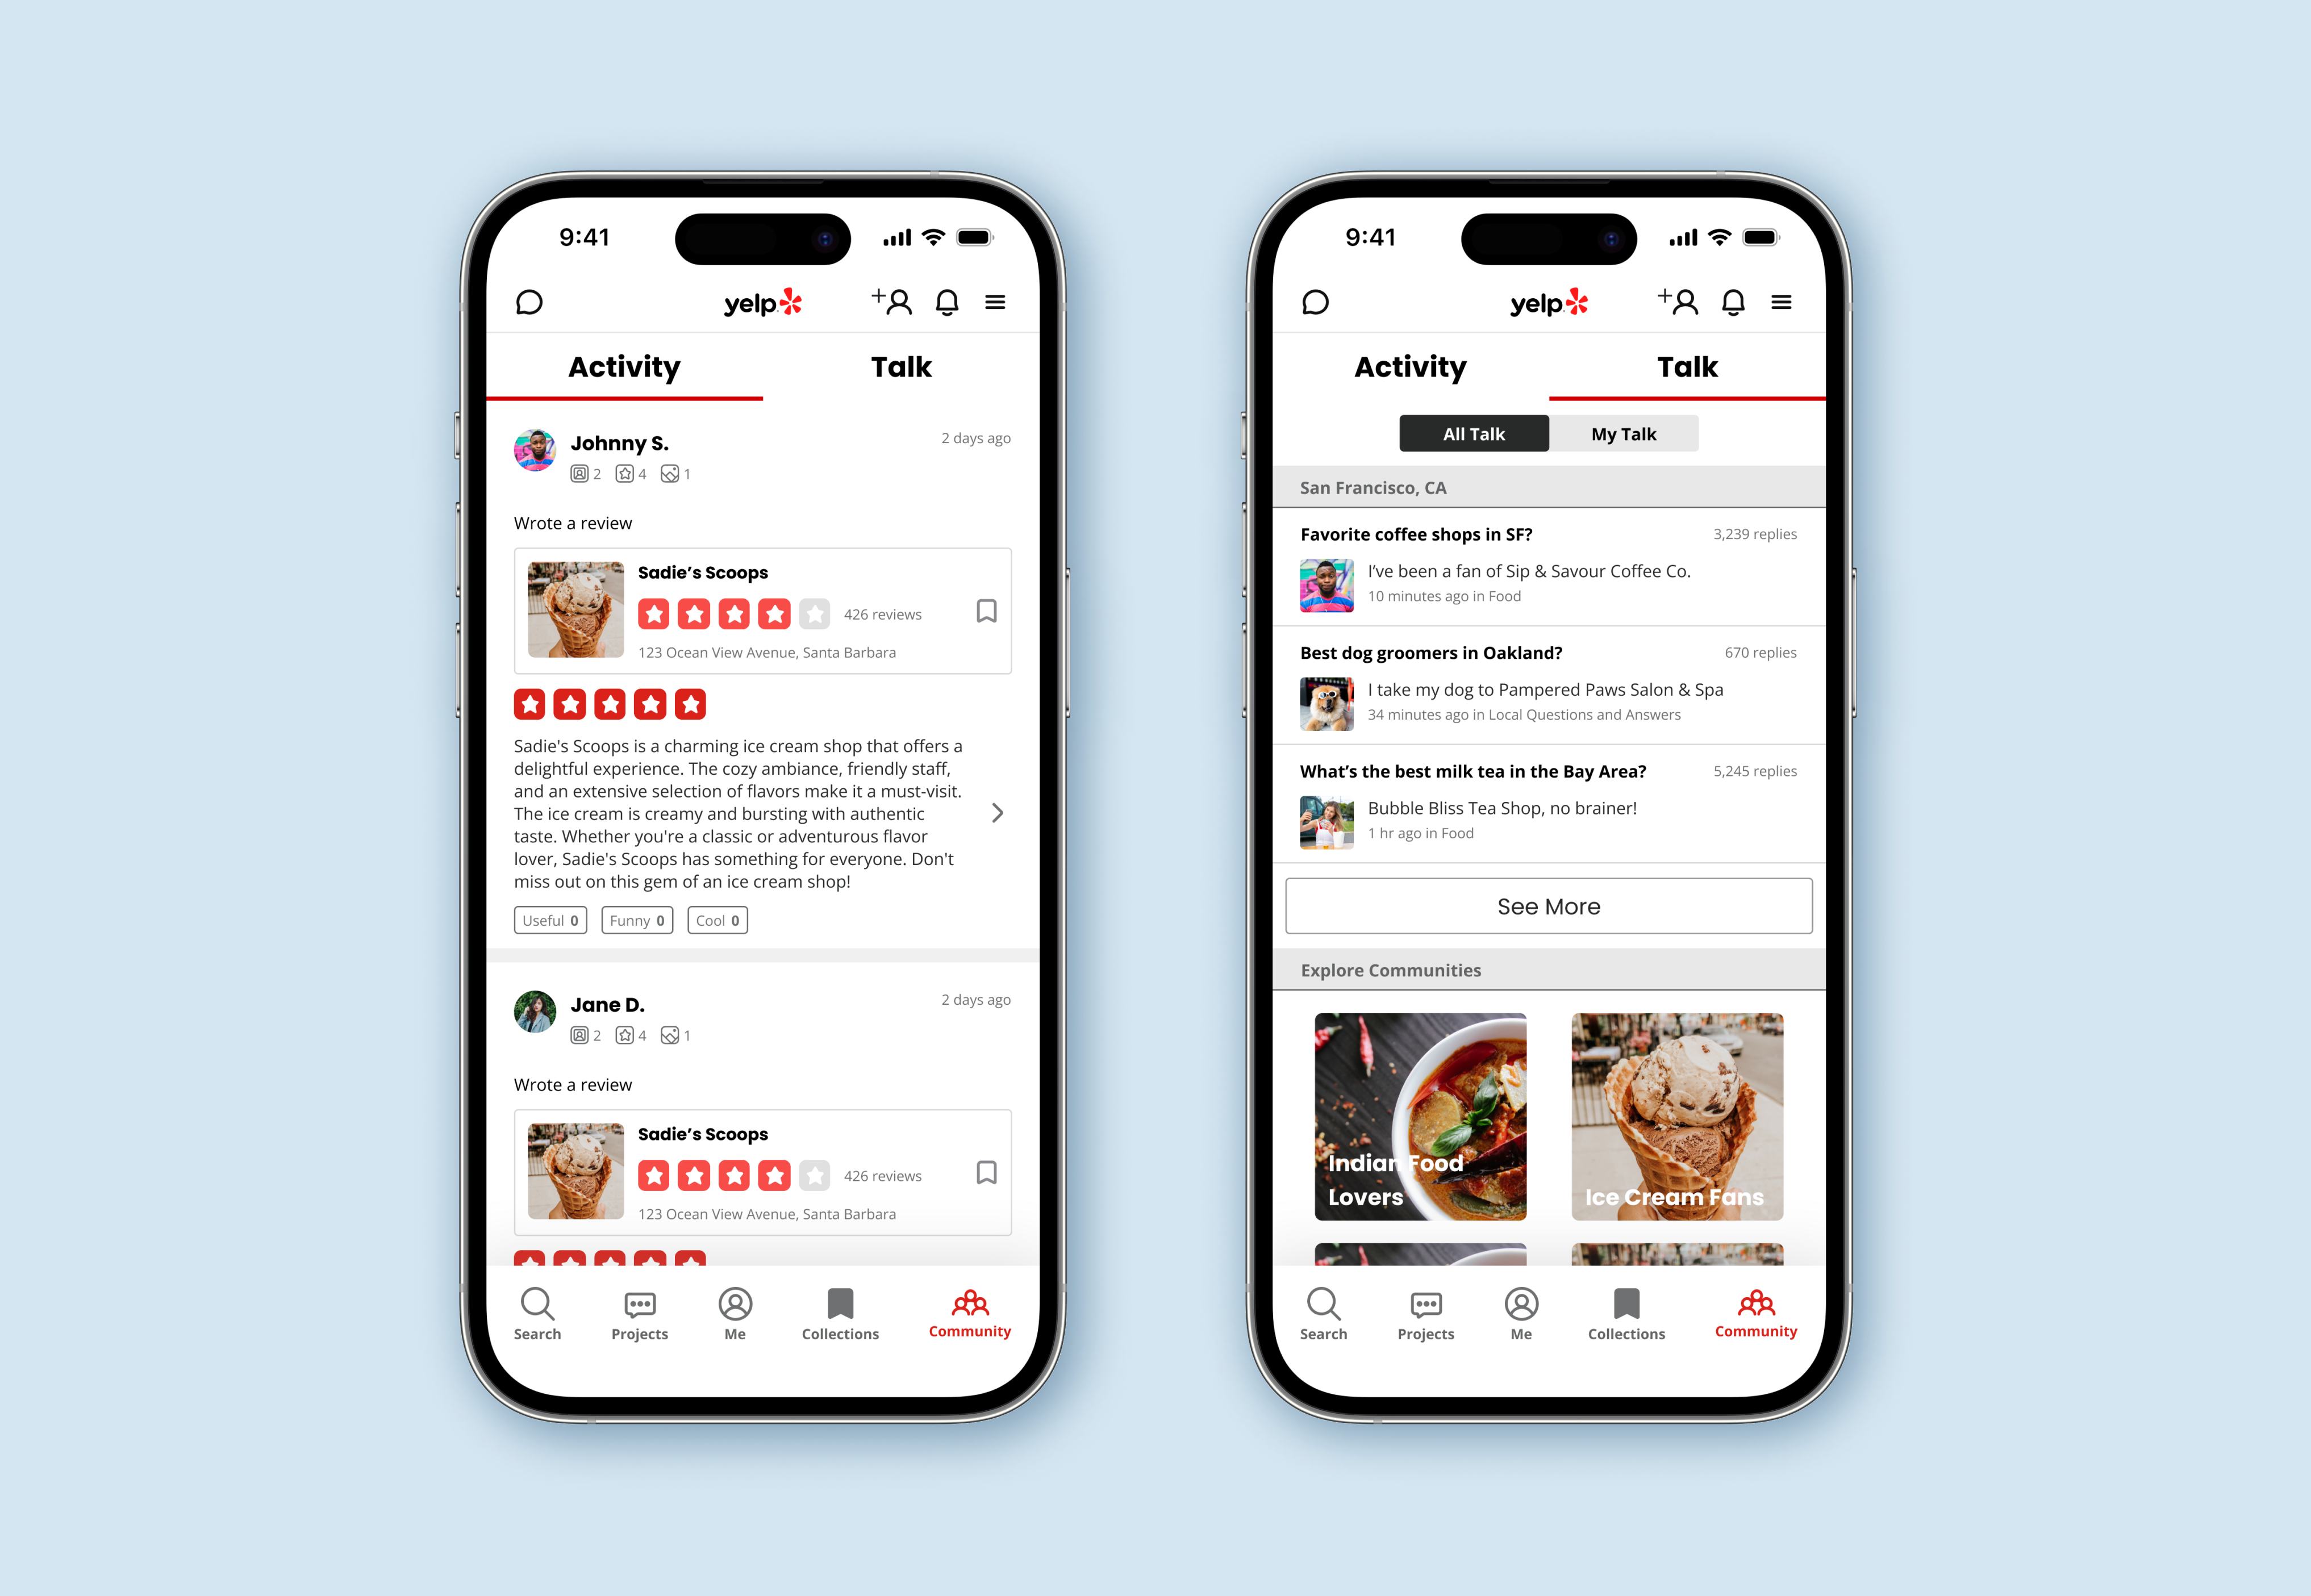 9:41
yelp
Activity Talk
Johnny S. 2 days ago
2 4 1
Wrote a review
Sadie’s Scoops
426 reviews
123 Ocean View Avenue, Santa Barbara
Sadie's Scoops is a charming ice cream shop that offers a
delightful experience. The cozy ambiance, friendly staff,
and an extensive selection of flavors make it a must-visit.
The ice cream is creamy and bursting with authentic
taste. Whether you're a classic or adventurous flavor
lover, Sadie's Scoops has something for everyone. Don't
miss out on this gem of an ice cream shop!
Useful 0 Funny 0 Cool 0
Jane D. 2 days ago
2 4 1
Wrote a review
Sadie’s Scoops
426 reviews
123 Ocean View Avenue, Santa Barbara
Search Projects Me Collections Community
9:41
yelp
Activity Talk
All Talk My Talk
San Francisco, CA
Favorite coffee shops in SF? 3,239 replies
I’ve been a fan of Sip & Savour Coffee Co.
10 minutes ago in Food
Best dog groomers in Oakland? 670 replies
I take my dog to Pampered Paws Salon & Spa
34 minutes ago in Local Questions and Answers
What’s the best milk tea in the Bay Area? 5,245 replies
Bubble Bliss Tea Shop, no brainer!
1 hr ago in Food
See More
Explore Communities
Indian Food
Lovers
Ice Cream Fans
Search Projects Me Collections Community